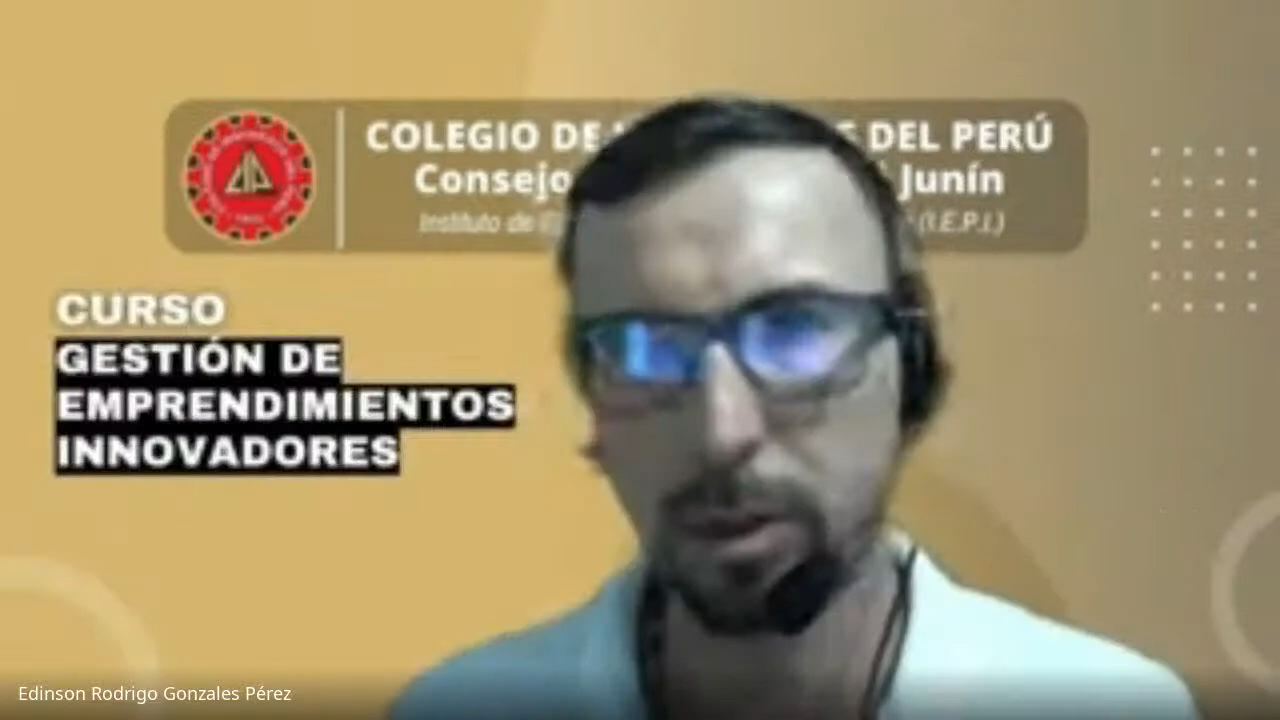 COLEGIO DE DEL PERÚ
Consejo Junín
Instituto de (I.E.P.I.)
CURSO
GESTIÓN DE
EMPRENDIMIENTOS
INNOVADORES
Edinson Rodrigo Gonzales Pérez